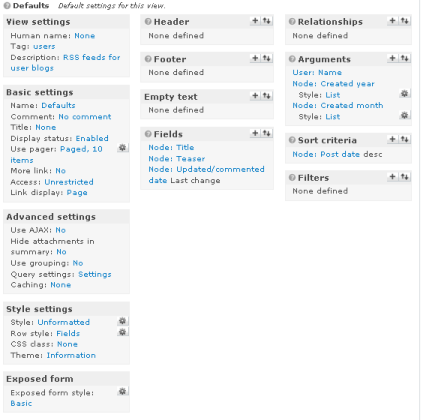 Defaults Default settings for this view.
View settings
Human name: None
Tag: users
Description: RSS feeds for
user blogs
Basic settings
Name: Defaults
Comment: No comment
Title: None
Display status: Enabled
Use pager: Paged, 10
items
More link: No
Access: Unrestricted
Link display: Page
Advanced settings
Use AJAX: No
Hide attachments in
summary: No
Use grouping: No
Query settings: Settings
Caching: None
Style settings
Style: Unformatted
Row style: Fields
CSS class: None
Theme: Information
Exposed form
Exposed form style:
Basic
Header
None defined
Footer
None defined
Empty text
None defined
Fields
Node: Title
Node: Teaser
Node: Updated/commented
date Last change
Relationships
None defined
Arguments
User: Name
Node: Created year
Style: List
Node: Created month
Style: List
Sort criteria
Node: Post date desc
Filters
None defined